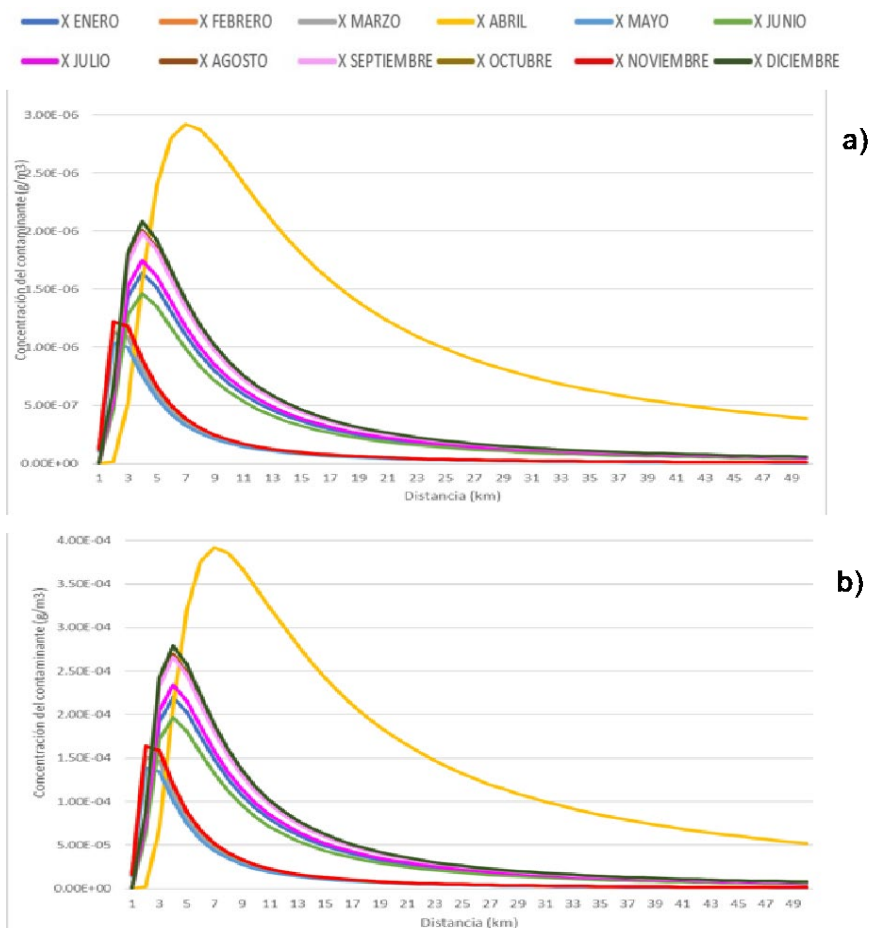 X ENERO X FEBRERO X MARZO X ABRIL X MAYO X JUNIO
X JULIO X AGOSTO X SEPTIEMBRE X OCTUBRE X NOVIEMBRE X DICIEMBRE
a)
Concentración del contaminante (g/m3)
3.00E-06
2.50E-06
2.00E-06
1.50E-06
1.00E-06
5.00E-07
0.00E+00
1 3 5 7 9 11 13 15 17 19 21 23 25 27 29 31 33 35 37 39 41 43 45 47 49
Distancia (km)
b)
Concentración del contaminante (g/m3)
4.00E-04
3.50E-04
3.00E-04
2.50E-04
2.00E-04
1.50E-04
1.00E-04
5.00E-05
0.00E+00
1 3 5 7 9 11 13 15 17 19 21 23 25 27 29 31 33 35 37 39 41 43 45 47 49
Distancia (km)